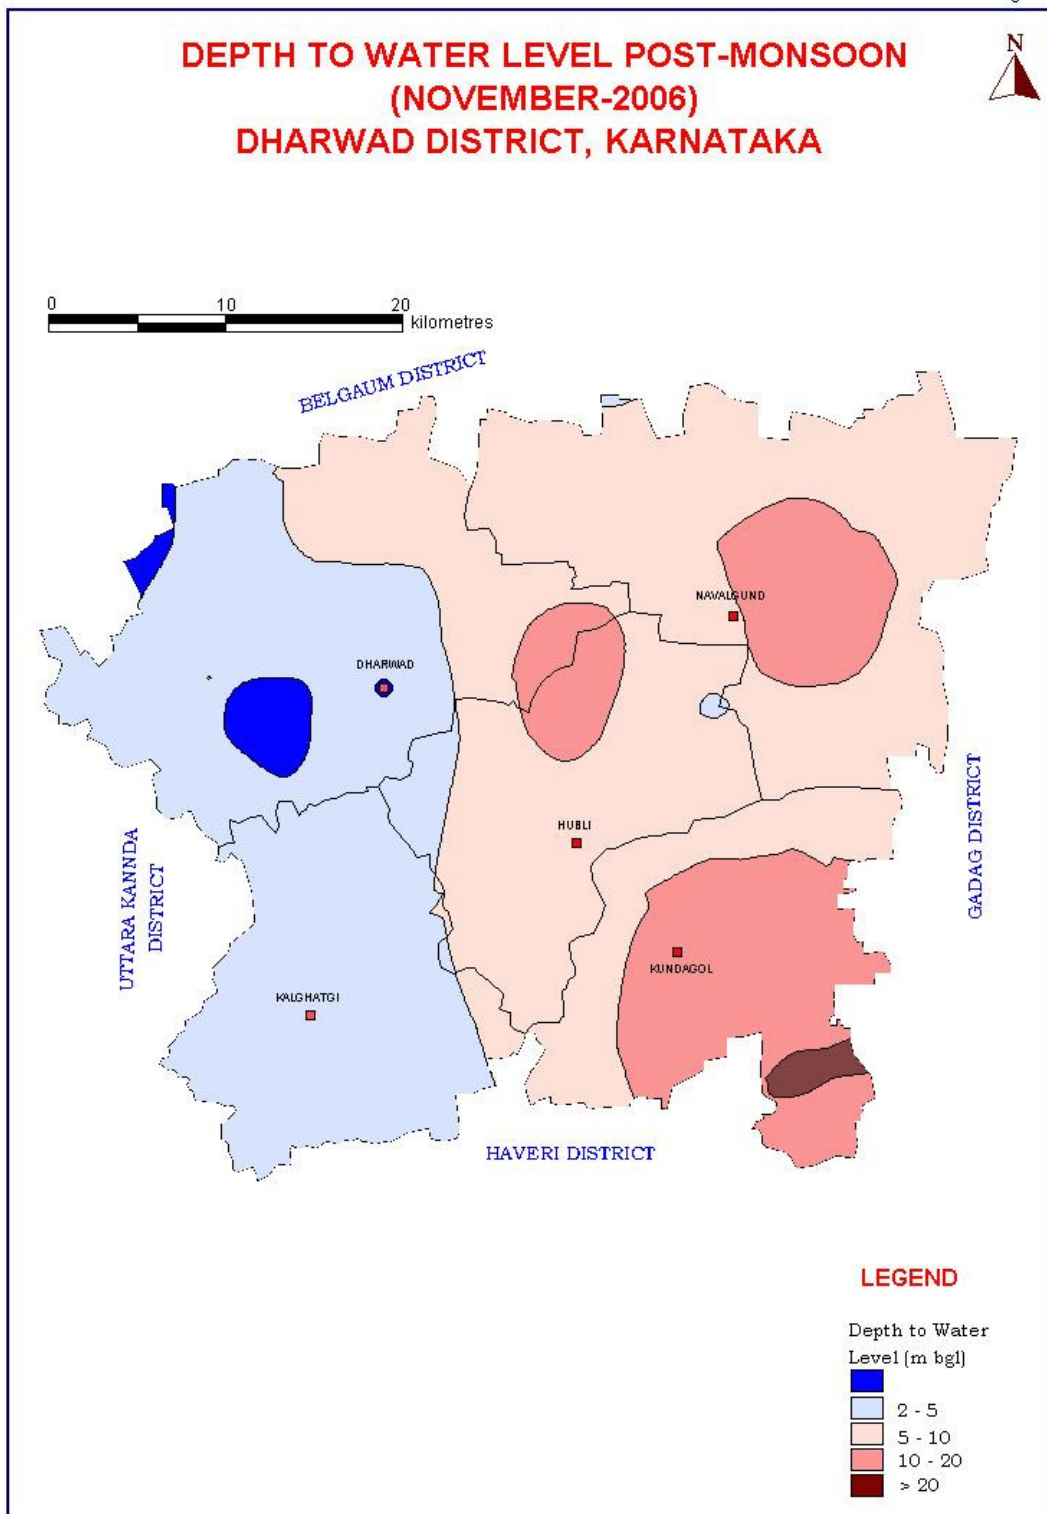 N
DEPTH TO WATER LEVEL POST-MONSOON
(NOVEMBER-2006)
DHARWAD DISTRICT, KARNATAKA
0 10 20
kilometres
BELGAUM DISTRICT
NAVALGUND
DHARWAD
HUBLI
GADAG DISTRICT
UTTARA KANNDA
DISTRICT
KUNDAGOL
KALGHATGI
HAVERI DISTRICT
LEGEND
Depth to Water
Level (m bgl)
2 - 5
5 - 10
10 - 20
> 20